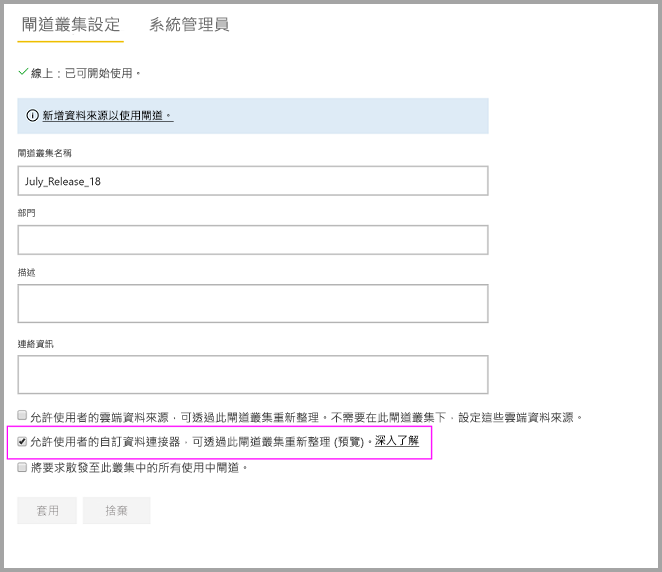 閘道叢集設定 系統管理員
線上：已可開始使用。
新增資料來源以使用閘道。
閘道叢集名稱
July_Release_18
部門
描述
連絡資訊
允許使用者的雲端資料來源，可透過此閘道叢集重新整理。不需要在此閘道叢集下，設定這些雲端資料來源。
允許使用者的自訂資料連接器，可透過此閘道叢集重新整理 (預覽)。深入了解
將要求散發至此叢集中的所有使用中閘道。
套用 捨棄